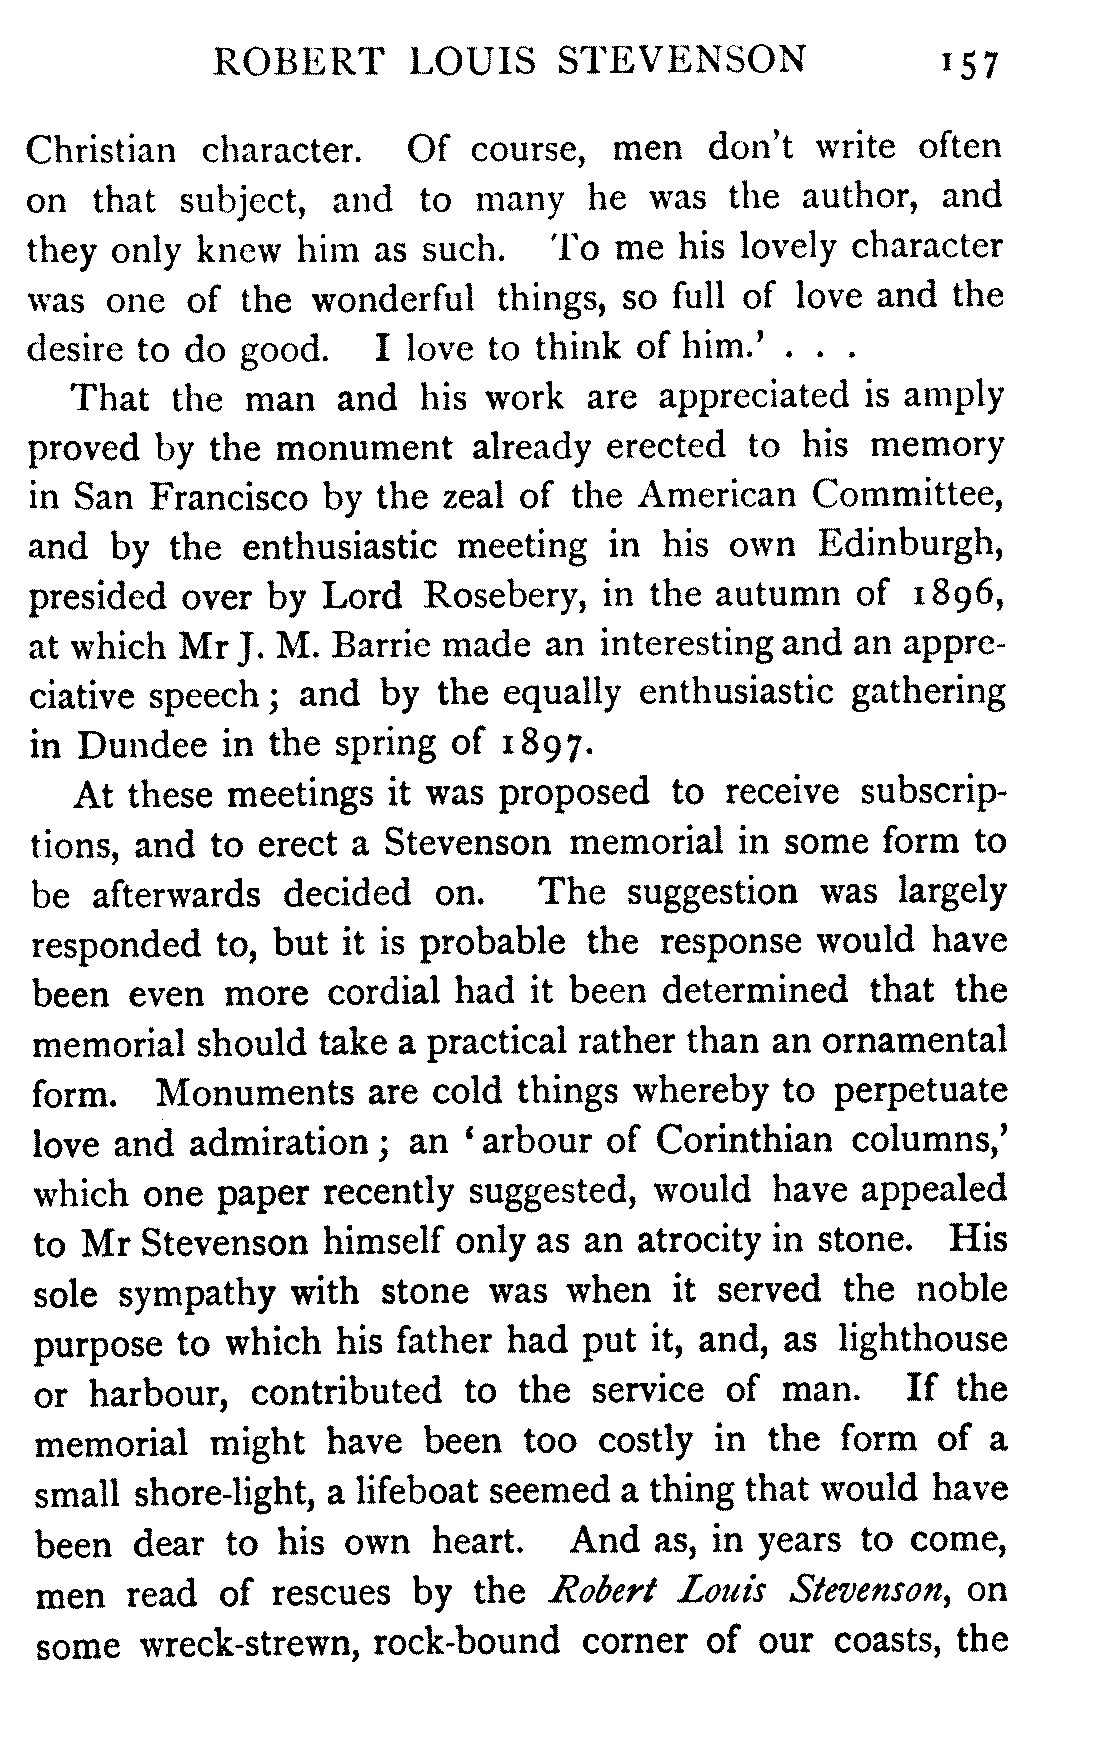 ROBERT LOUIS STEVENSON 157
Christian character. Of course, men don't write often
on that subject, and to many he was the author, and
they only knew him as such. To me his lovely character
was one of the wonderful things, so full of love and the
desire to do good. I love to think of him.' . . .
That the man and his work are appreciated is amply
proved by the monument already erected to his memory
in San Francisco by the zeal of the American Committee,
and by the enthusiastic meeting in his own Edinburgh,
presided over by Lord Rosebery, in the autumn of 1896,
at which Mr J. M. Barrie made an interesting and an appre-
ciative speech ; and by the equally enthusiastic gathering
in Dundee in the spring of 1897.
At these meetings it was proposed to receive subscrip-
tions, and to erect a Stevenson memorial in some form to
be afterwards decided on. The suggestion was largely
responded to, but it is probable the response would have
been even more cordial had it been determined that the
memorial should take a practical rather than an ornamental
form. Monuments are cold things whereby to perpetuate
love and admiration ; an ‘ arbour of Corinthian columns,’
which one paper recently suggested, would have appealed
to Mr Stevenson himself only as an atrocity in stone. His
sole sympathy with stone was when it served the noble
purpose to which his father had put it, and, as lighthouse
or harbour, contributed to the service of man. If the
memorial might have been too costly in the form of a
small shore-light, a lifeboat seemed a thing that would have
been dear to his own heart. And as, in years to come,
men read of rescues by the Robert Louis Stevenson, on
some wreck-strewn, rock-bound corner of our coasts, the